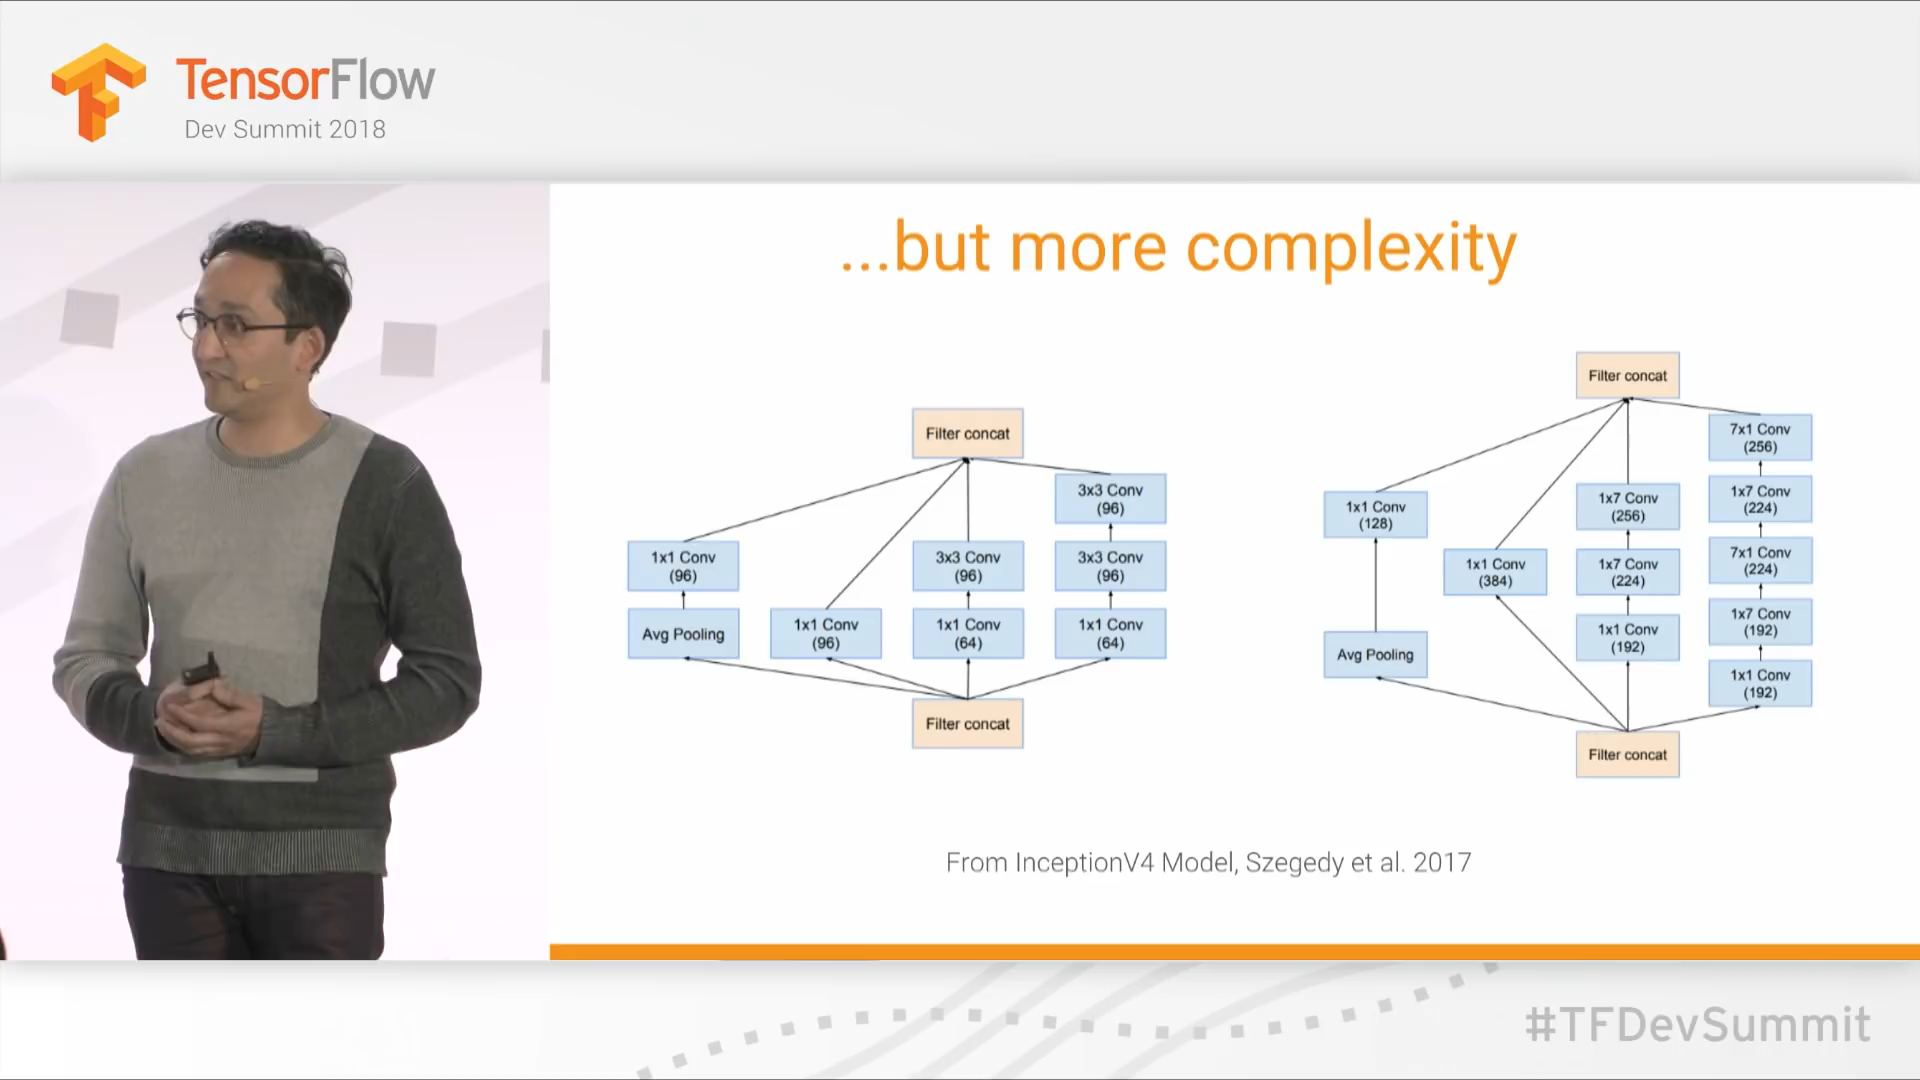 TensorFlow
Dev Summit 2018
...but more complexity
Filter concat
3x3 Conv
(96)
1x1 Conv
(96)
3x3 Conv
(96)
3x3 Conv
(96)
Avg Pooling
1x1 Conv
(96)
1x1 Conv
(64)
1x1 Conv
(64)
Filter concat
Filter concat
7x1 Conv
(256)
1x1 Conv
(128)
1x7 Conv
(256)
1x7 Conv
(224)
1x1 Conv
(384)
1x7 Conv
(224)
7x1 Conv
(224)
Avg Pooling
1x1 Conv
(192)
1x7 Conv
(192)
1x1 Conv
(192)
Filter concat
From InceptionV4 Model, Szegedy et al. 2017
#TFDevSummit